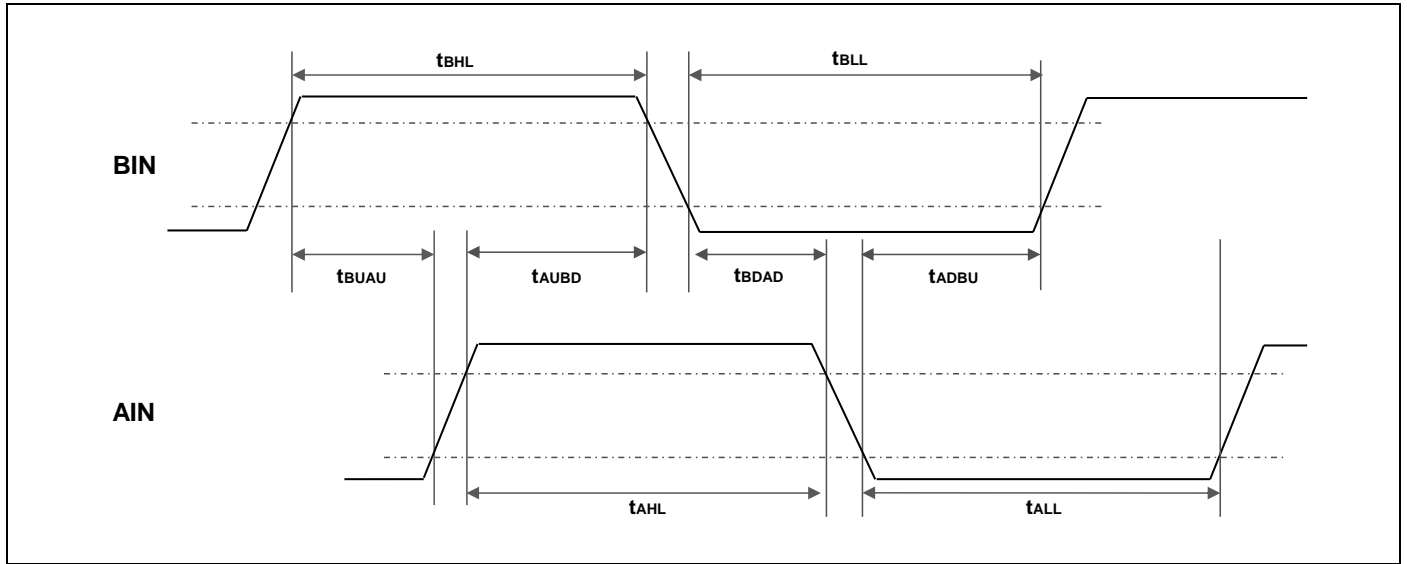 tBHL tBLL
BIN
tBUAU tAUBD tBDAD tADBU
AIN
tAHL tALL